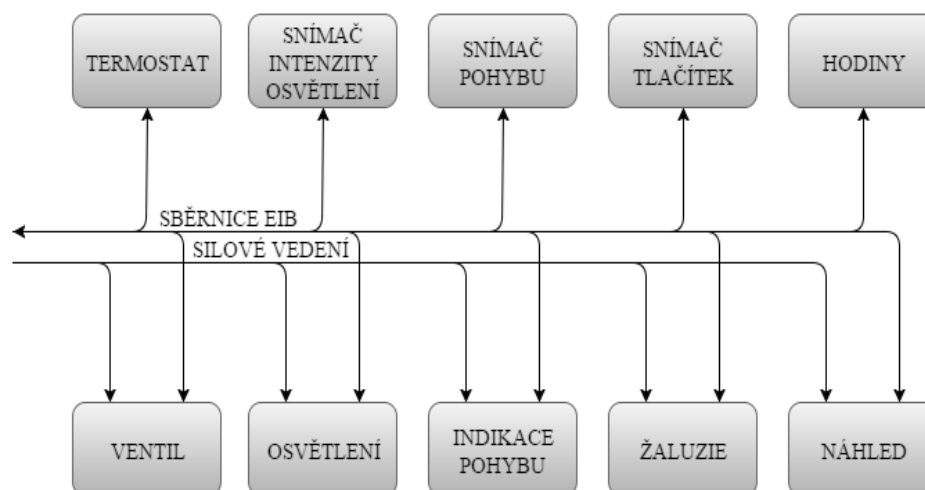 TERMOSTAT
SNÍMAČ
INTENZITY
OSVĚTLENÍ
SNÍMAČ
POHYBU
SNÍMAČ
TLAČÍTEK
HODINY
SBĚRNICE EIB
SILOVÉ VEDENÍ
VENTIL
OSVĚTLENÍ
INDIKACE
POHYBU
ŽALUZIE
NÁHLED